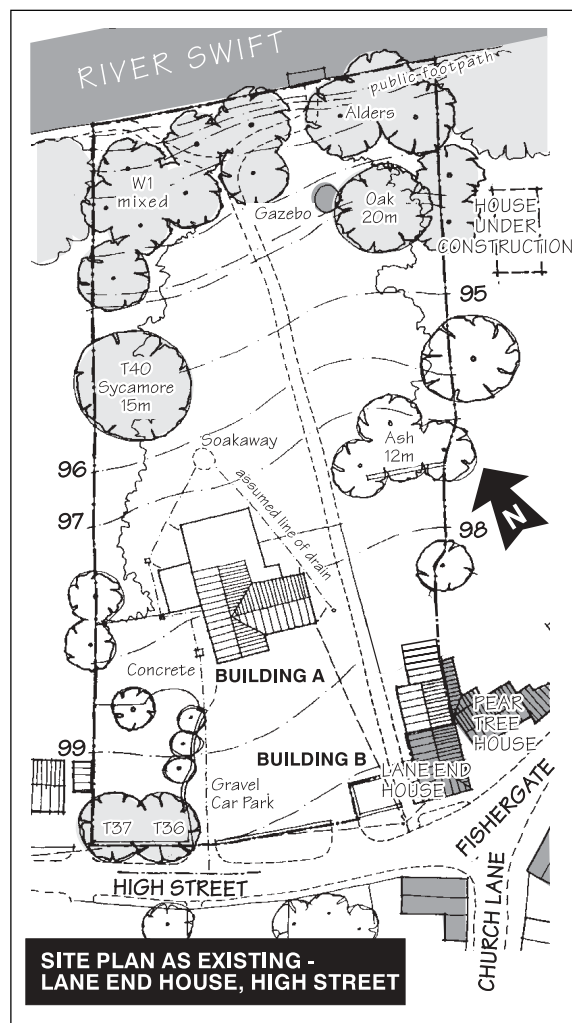 RIVER SWIFT
public footpath
Alders
W1
mixed
Gazebo
Oak
20m
HOUSE
UNDER
CONSTRUCTION
95
T40
Sycamore
15m
Soakaway
Ash
12m
96
assumed line of drain
N
97
98
Concrete
BUILDING A
PEAR
TREE
HOUSE
99
BUILDING B
LANE END
HOUSE
Gravel
Car Park
FISHERGATE
T37
T36
HIGH STREET
CHURCH LANE
SITE PLAN AS EXISTING -
LANE END HOUSE, HIGH STREET